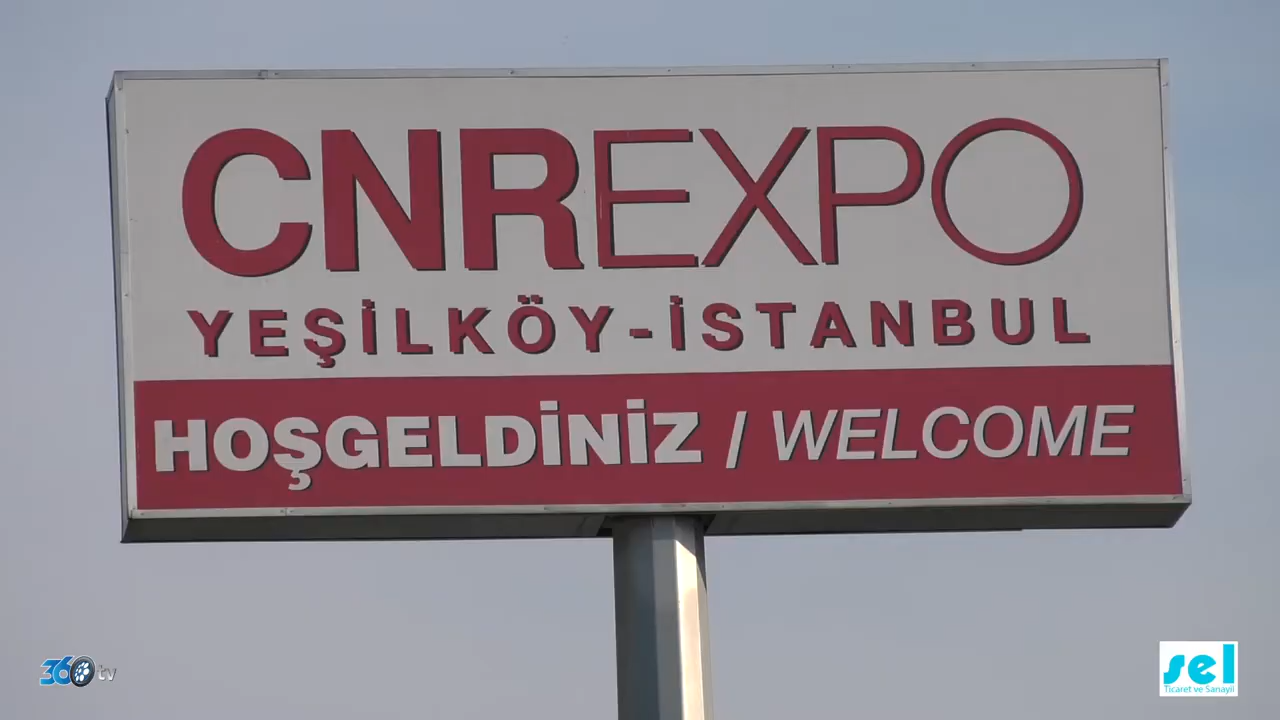 CNREXPO
YEŞİLKÖY-İSTANBUL
HOŞGELDİNİZ / WELCOME
360tv
sel
Ticaret ve Sanayii